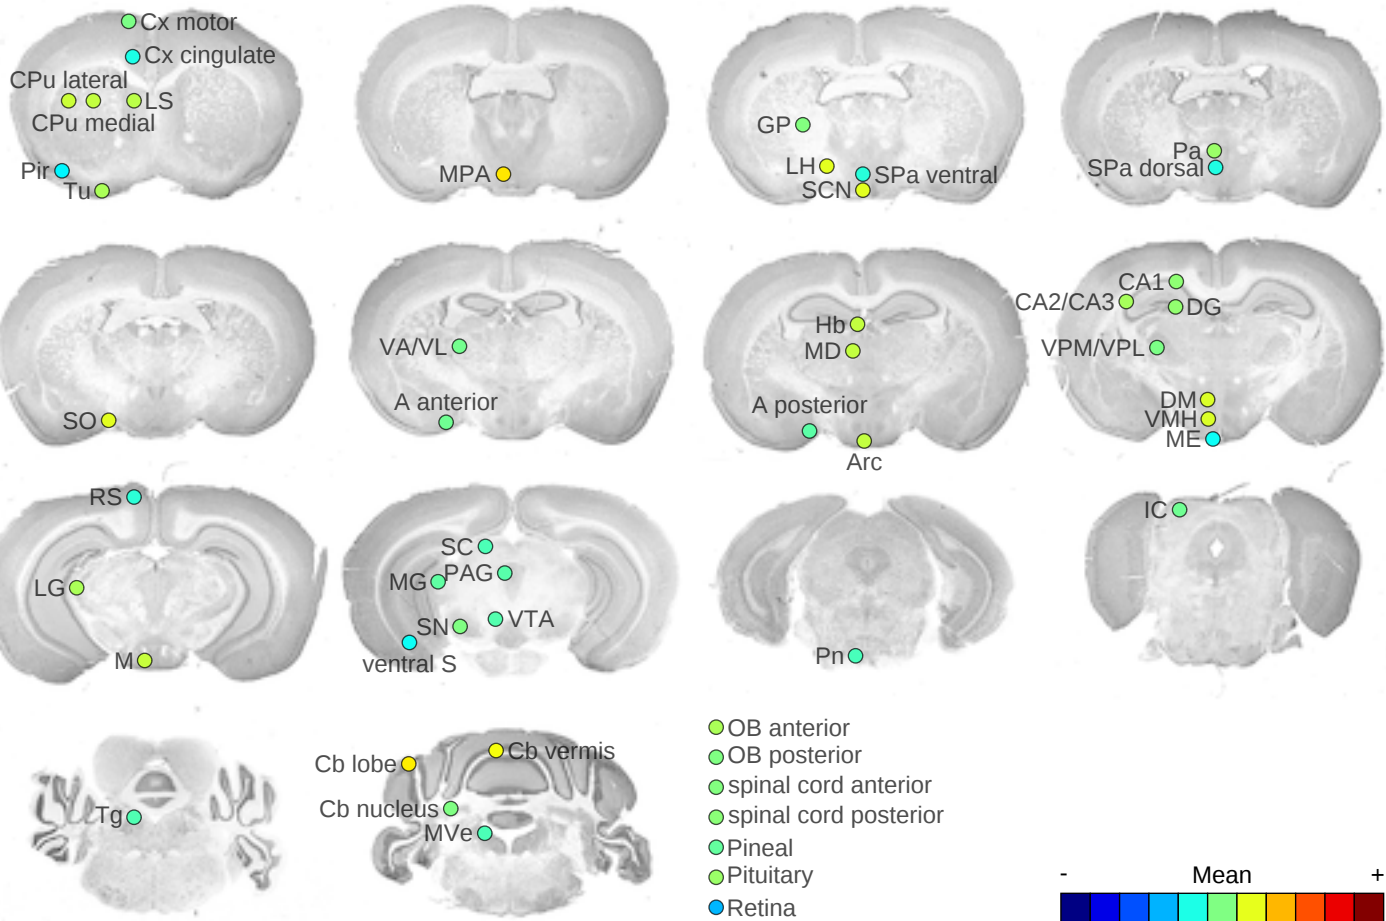 Cx motor
Cx cingulate
CPu lateral
LS
CPu medial
Pir
Tu
MPA
GP
LH
SPa ventral
SCN
Pa
SPa dorsal
SO
VA/VL
A anterior
Hb
MD
A posterior
Arc
CA1
CA2/CA3
DG
VPM/VPL
DM
VMH
ME
RS
LG
M
SC
PAG
MG
SN
VTA
ventral S
Pn
IC
Tg
Cb lobe
Cb vermis
Cb nucleus
MVe
OB anterior
OB posterior
spinal cord anterior
spinal cord posterior
Pineal
Pituitary
Retina
- Mean +